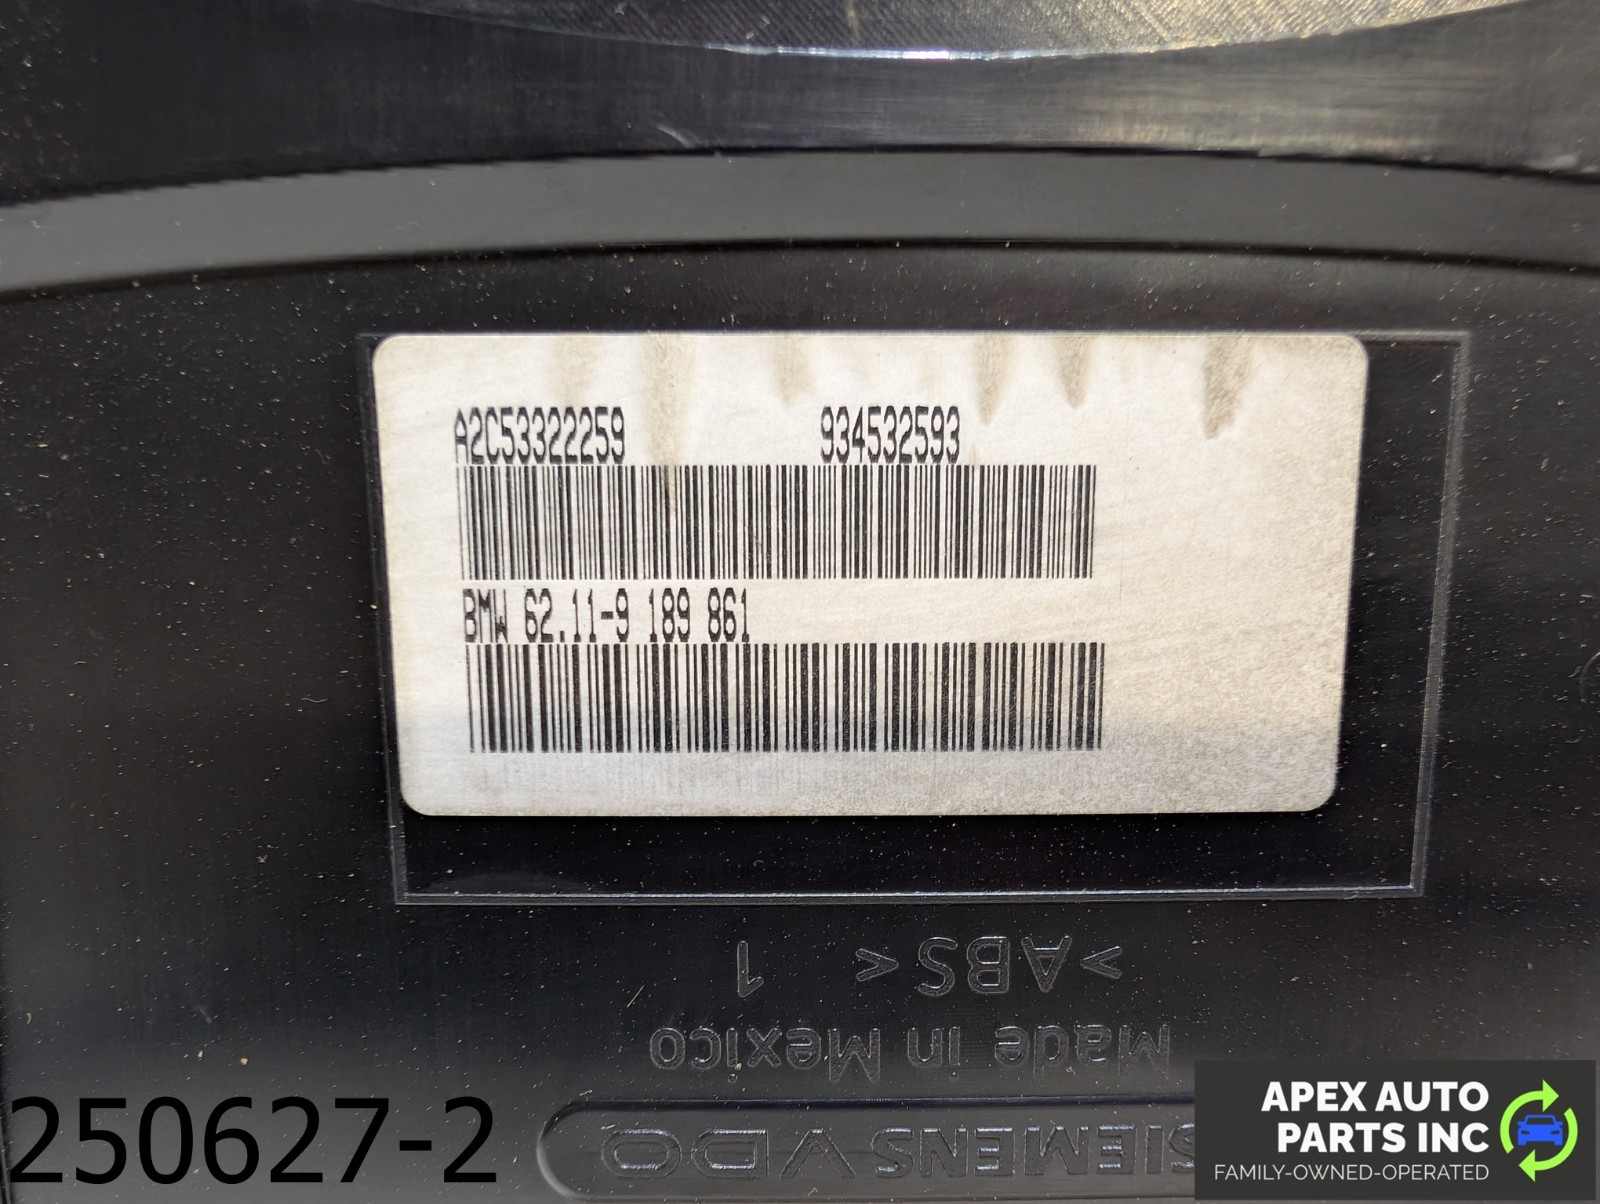 A2C53322259 934532593
BMW 62.11-9 189 861
>ABS< 1
Made in Mexico
SIEMENS VDO
250627-2
APEX AUTO
PARTS INC
FAMILY-OWNED-OPERATED